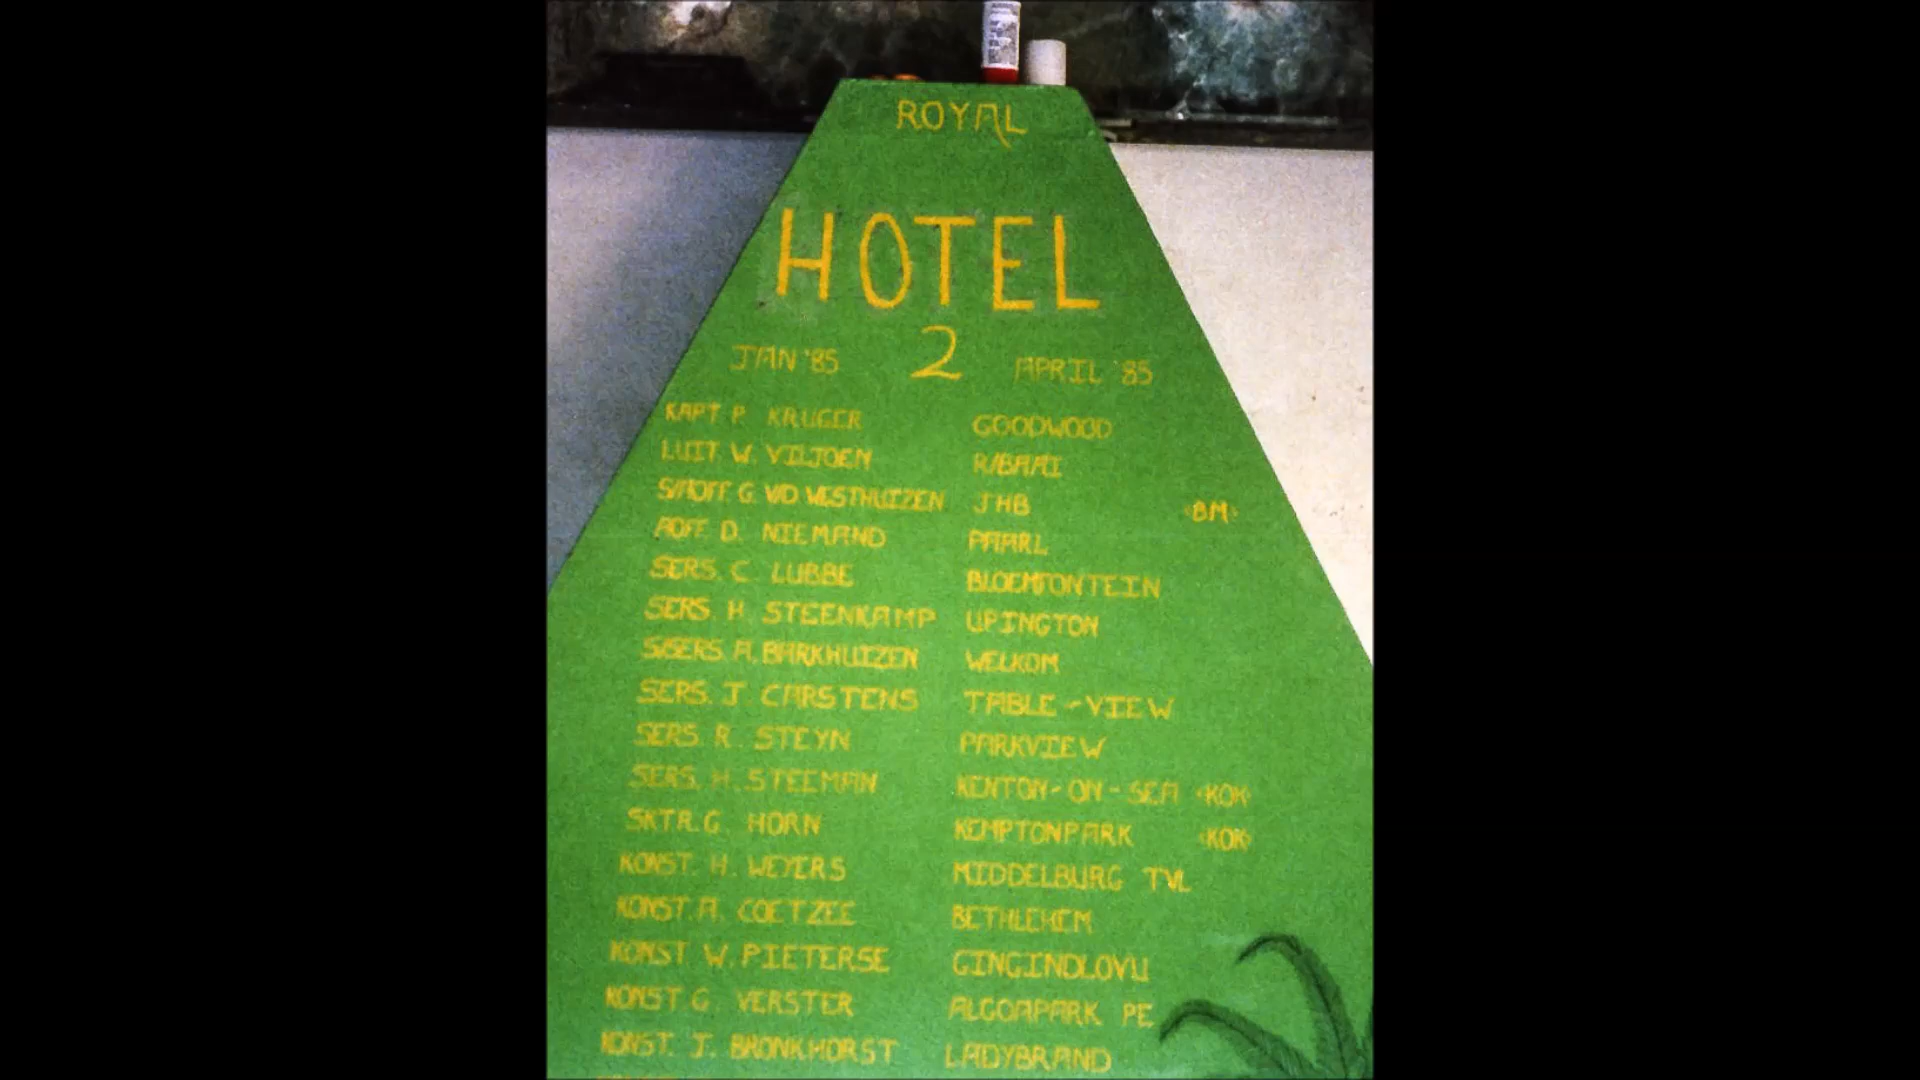 ROYAL
HOTEL
2
JAN '85 APRIL '85
KAPT P. KRUGER GOODWOOD
LUIT. W. VILJOEN R/BAAI
S/AOFF. G. V/D WESTHUIZEN JHB <BM>
AOFF. D. NIEMAND PAARL
SERS. C. LUBBE BLOEMFONTEIN
SERS. H. STEENKAMP UPINGTON
S/SERS. A. BARKHUIZEN WELKOM
SERS. J. CARSTENS TABLE-VIEW
SERS. R. STEYN PARKVIEW
SERS. H. STEEMAN KENTON-ON-SEA <KOK>
SKTR. G. HORN KEMPTONPARK <KOK>
KONST. H. WEYERS MIDDELBURG TVL
KONST. A. COETZEE BETHLEHEM
KONST W. PIETERSE GINGINDLOVU
KONST G. VERSTER ALGOAPARK PE
KONST. J. BRONKHORST LADYBRAND